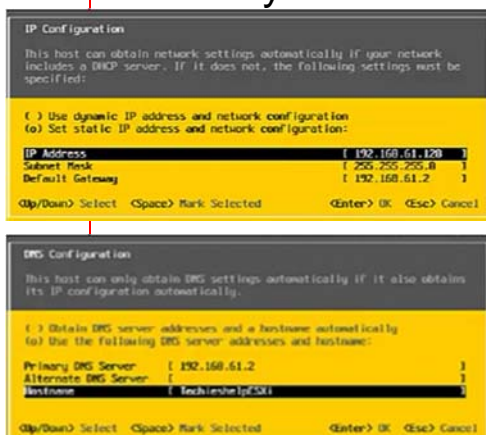 IP Configuration
This host can obtain network settings automatically if your network
includes a DHCP server. If it does not, the following settings must be
specified:
( ) Use dynamic IP address and network configuration
(o) Set static IP address and network configuration:
IP Address [ 192.168.61.128 ]
Subnet Mask [ 255.255.255.0 ]
Default Gateway [ 192.168.61.2 ]
<Up/Down> Select <Space> Mark Selected <Enter> OK <Esc> Cancel
DNS Configuration
This host can only obtain DNS settings automatically if it also obtains
its IP configuration automatically.
( ) Obtain DNS server addresses and a hostname automatically
(o) Use the following DNS server addresses and hostname:
Primary DNS Server [ 192.168.61.2 ]
Alternate DNS Server [ ]
Hostname [ TechieshelpESXi ]
<Up/Down> Select <Space> Mark Selected <Enter> OK <Esc> Cancel